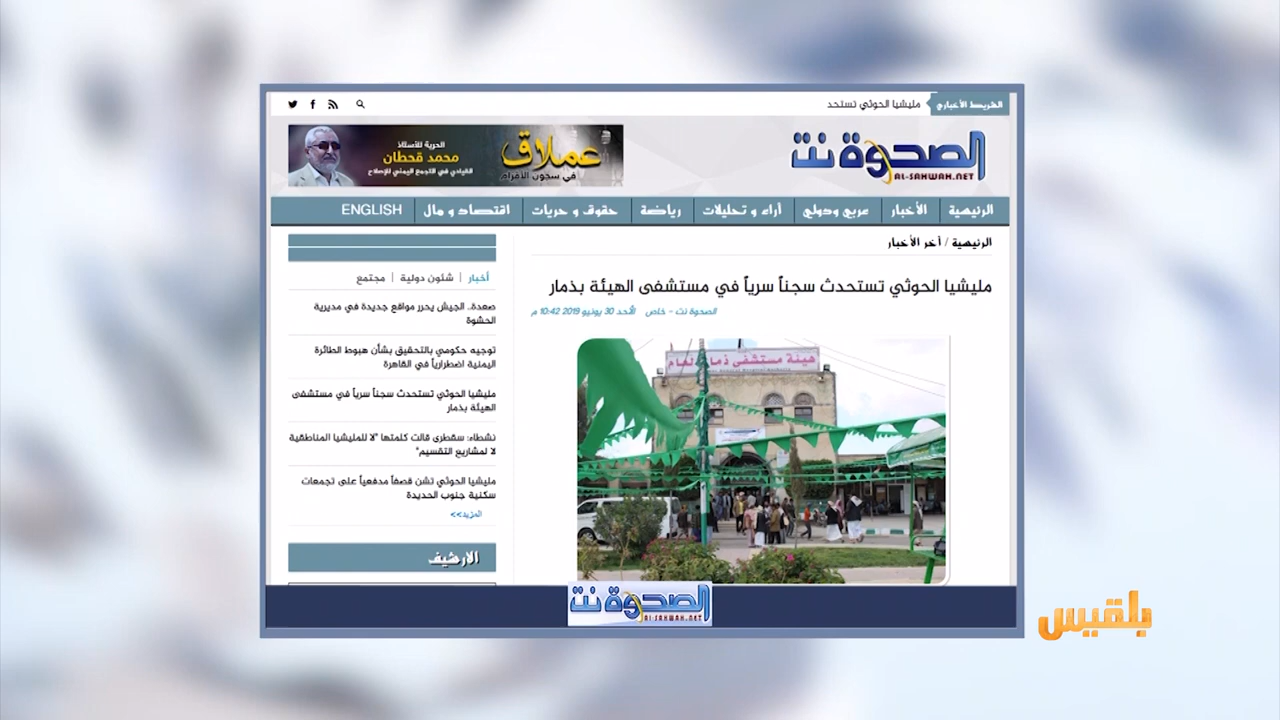 الشريط الأخباري
مليشيا الحوثي تستحد
الصحوة نت
AL-SAHWAH.NET
عملاق
في سجون الأقزام
الحرية للأستاذ
محمد قحطان
القيادي في التجمع اليمني للإصلاح
الرئيسية
الأخبار
عربي ودولي
آراء و تحليلات
رياضة
حقوق و حريات
اقتصاد و مال
ENGLISH
الرئيسية / آخر الأخبار
مليشيا الحوثي تستحدث سجناً سرياً في مستشفى الهيئة بذمار
الصحوة نت - خاص
الأحد 30 يونيو 2019 10:42 م
هيئة مستشفى ذمار العام
أخبار | شئون دولية | مجتمع
صعدة.. الجيش يحرر مواقع جديدة في مديرية
الحشوة
توجيه حكومي بالتحقيق بشأن هبوط الطائرة
اليمنية اضطرارياً في القاهرة
مليشيا الحوثي تستحدث سجناً سرياً في مستشفى
الهيئة بذمار
نشطاء: سقطرى قالت كلمتها "لا للمليشيا المناطقية
لا لمشاريع التقسيم"
مليشيا الحوثي تشن قصفاً مدفعياً على تجمعات
سكنية جنوب الحديدة
المزيد>>
الارشيف
الصحوة نت
AL-SAHWAH.NET
بلقيس